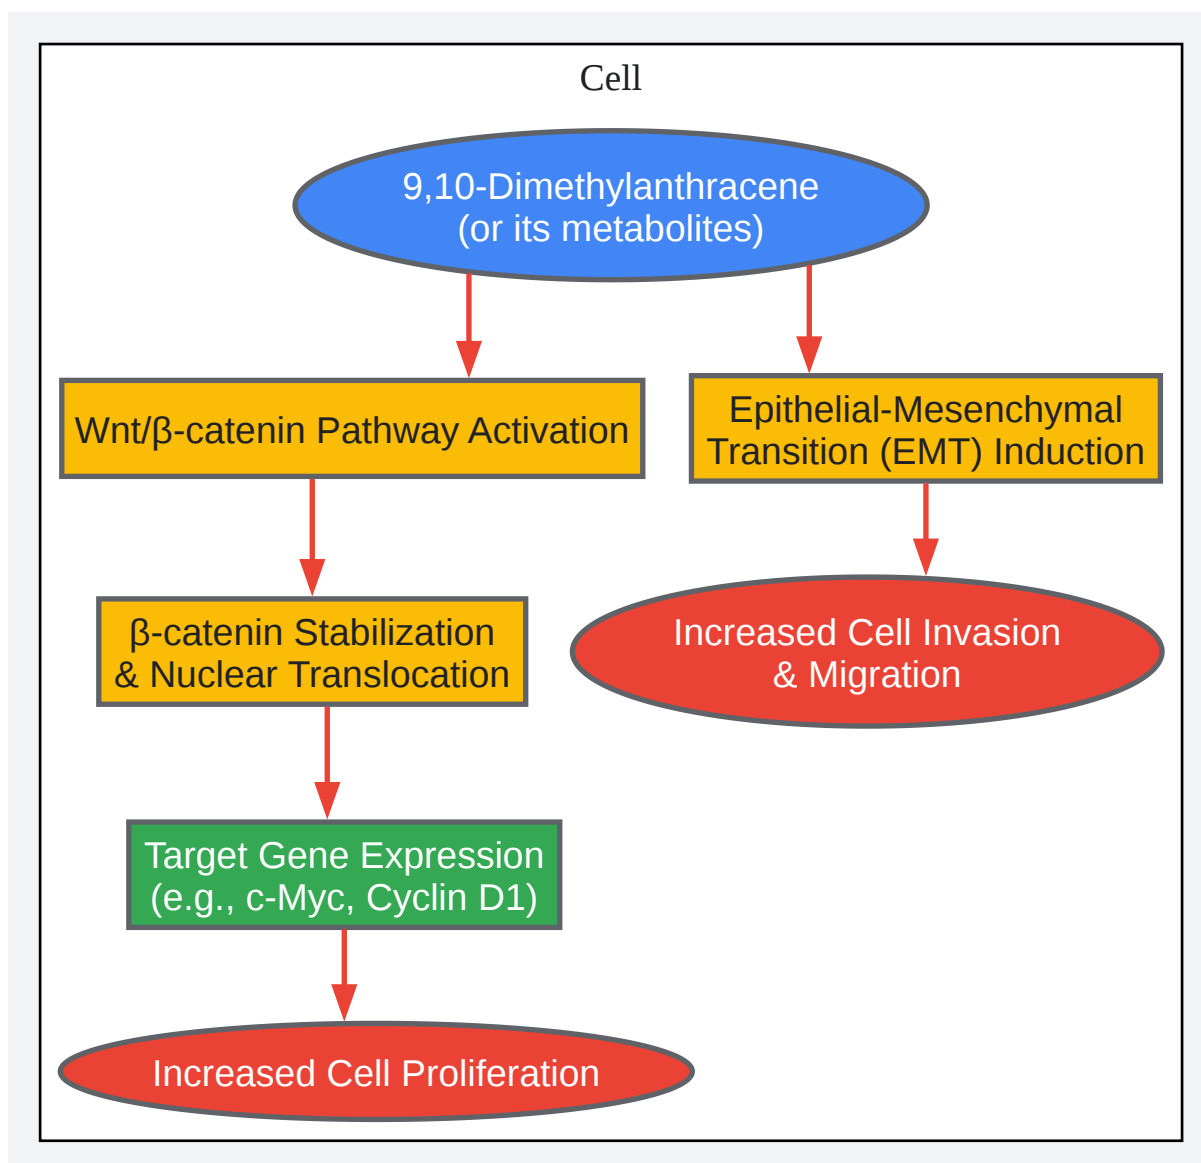 Cell
9,10-Dimethylanthracene
(or its metabolites)
Wnt/β-catenin Pathway Activation
Epithelial-Mesenchymal
Transition (EMT) Induction
β-catenin Stabilization
& Nuclear Translocation
Increased Cell Invasion
& Migration
Target Gene Expression
(e.g., c-Myc, Cyclin D1)
Increased Cell Proliferation